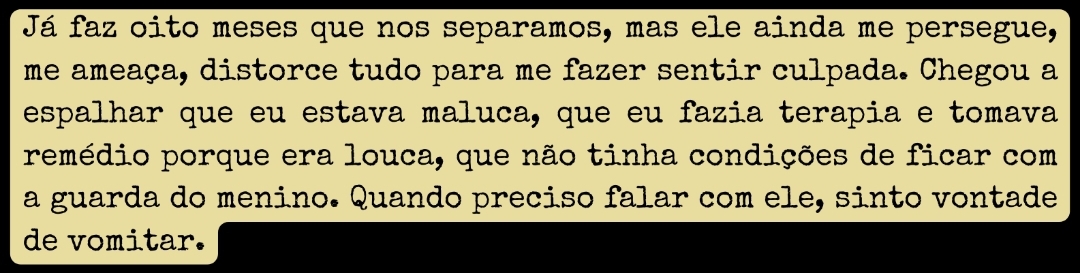 Já faz oito meses que nos separamos, mas ele ainda me persegue,
me ameaça, distorce tudo para me fazer sentir culpada. Chegou a
espalhar que eu estava maluca, que eu fazia terapia e tomava
remédio porque era louca, que não tinha condições de ficar com
a guarda do menino. Quando preciso falar com ele, sinto vontade
de vomitar.